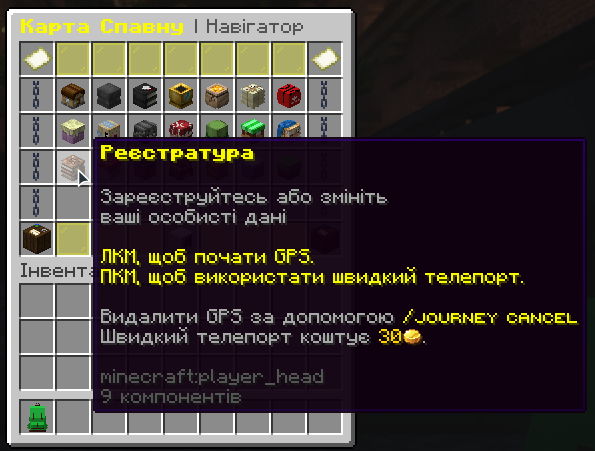 Карта Спавну | Навігатор
Реєстратура
Зареєструйтесь або змініть
ваші особисті дані
ЛКМ, щоб почати GPS.
ПКМ, щоб використати швидкий телепорт.
Видалити GPS за допомогою /JOURNEY CANCEL
Швидкий телепорт коштує 30.
minecraft:player_head
9 компонентів